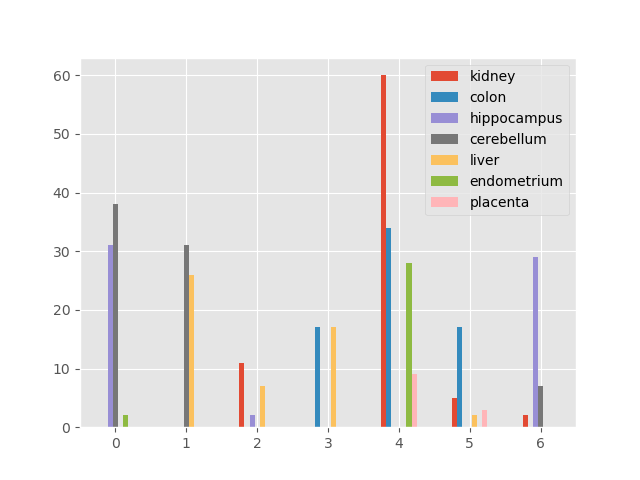 60
50
40
30
20
10
0
0 1 2 3 4 5 6
kidney
colon
hippocampus
cerebellum
liver
endometrium
placenta